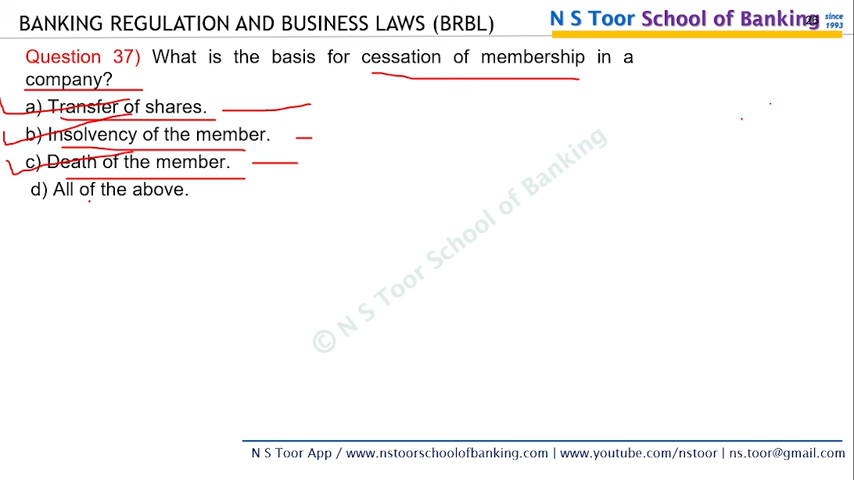 BANKING REGULATION AND BUSINESS LAWS (BRBL)
N S Toor School of Banking since 1993
Question 37) What is the basis for cessation of membership in a
company?
a) Transfer of shares.
b) Insolvency of the member.
c) Death of the member.
d) All of the above.
© N S Toor School of Banking
N S Toor App / www.nstoorschoolofbanking.com | www.youtube.com/nstoor | ns.toor@gmail.com